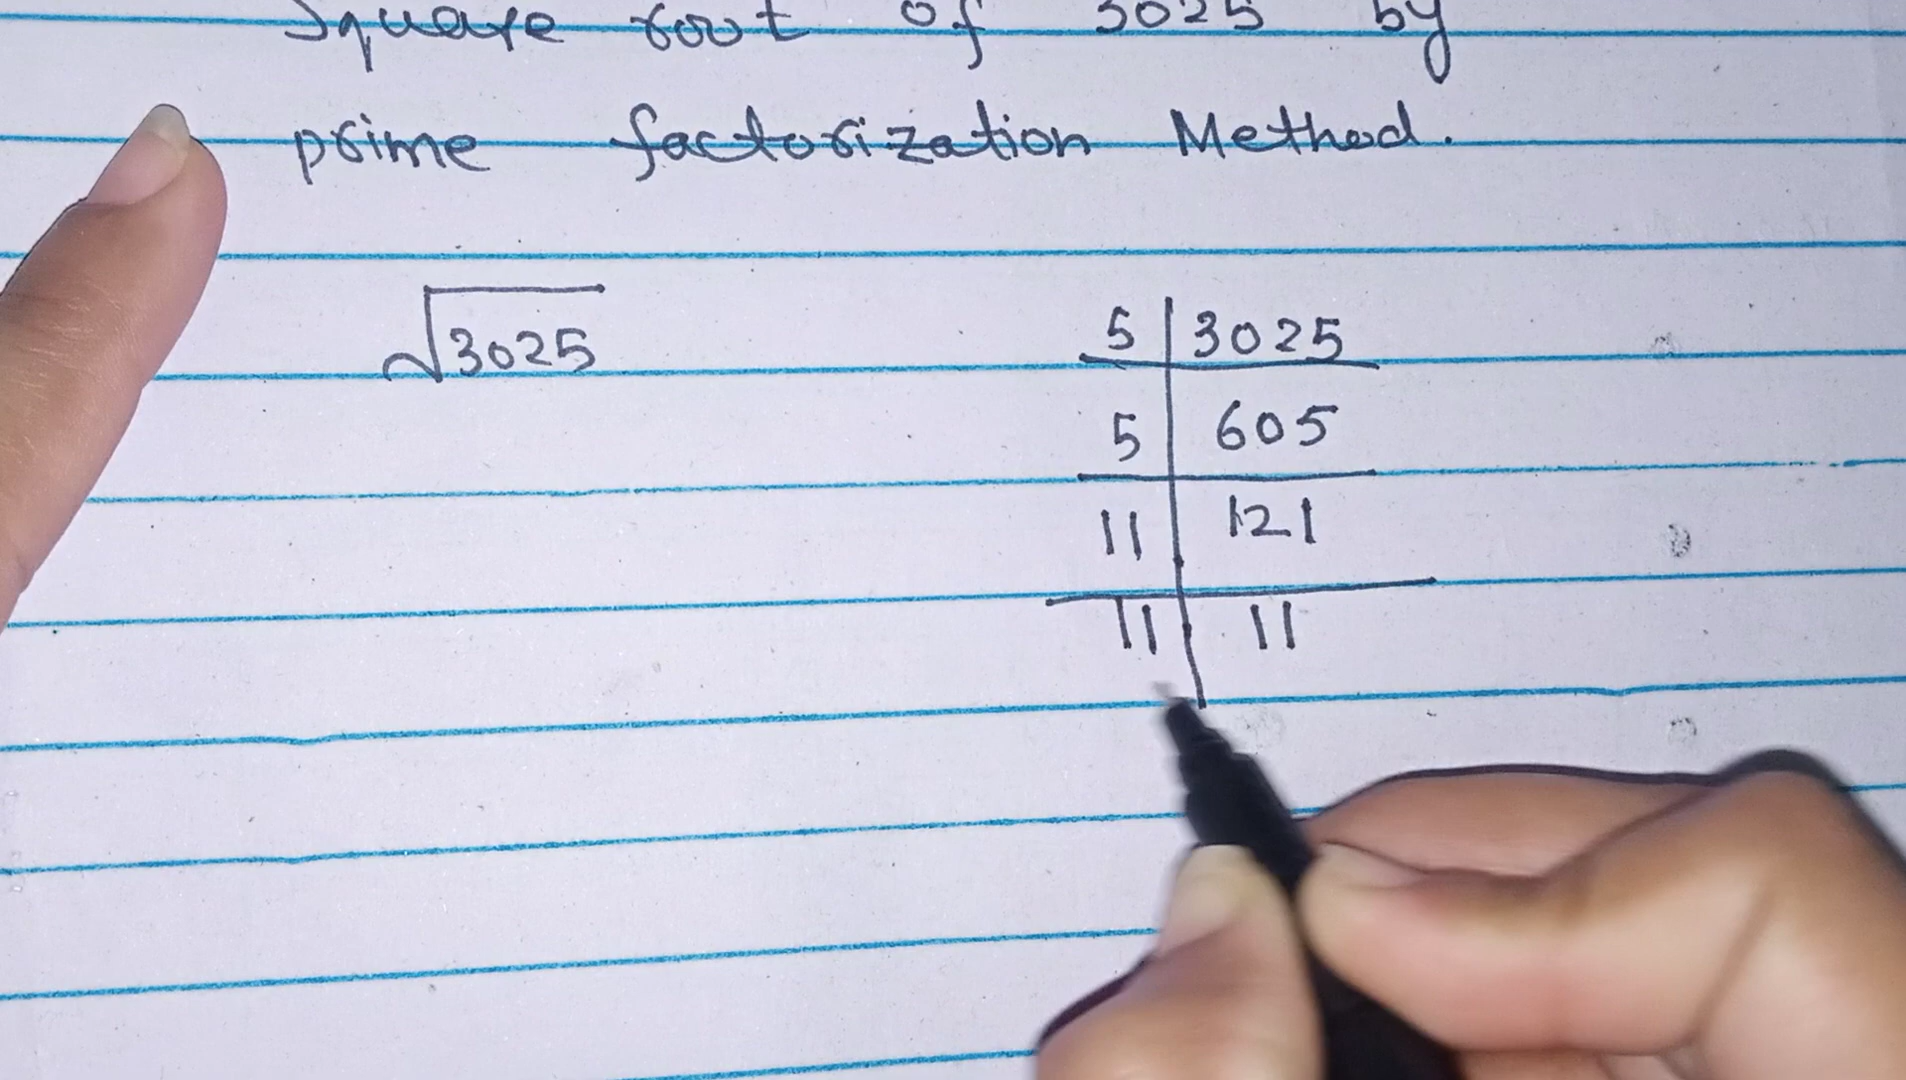 Square root of 3025 by
prime factorization Method.
√3025
5 | 3025
5 | 605
11 | 121
11 | 11